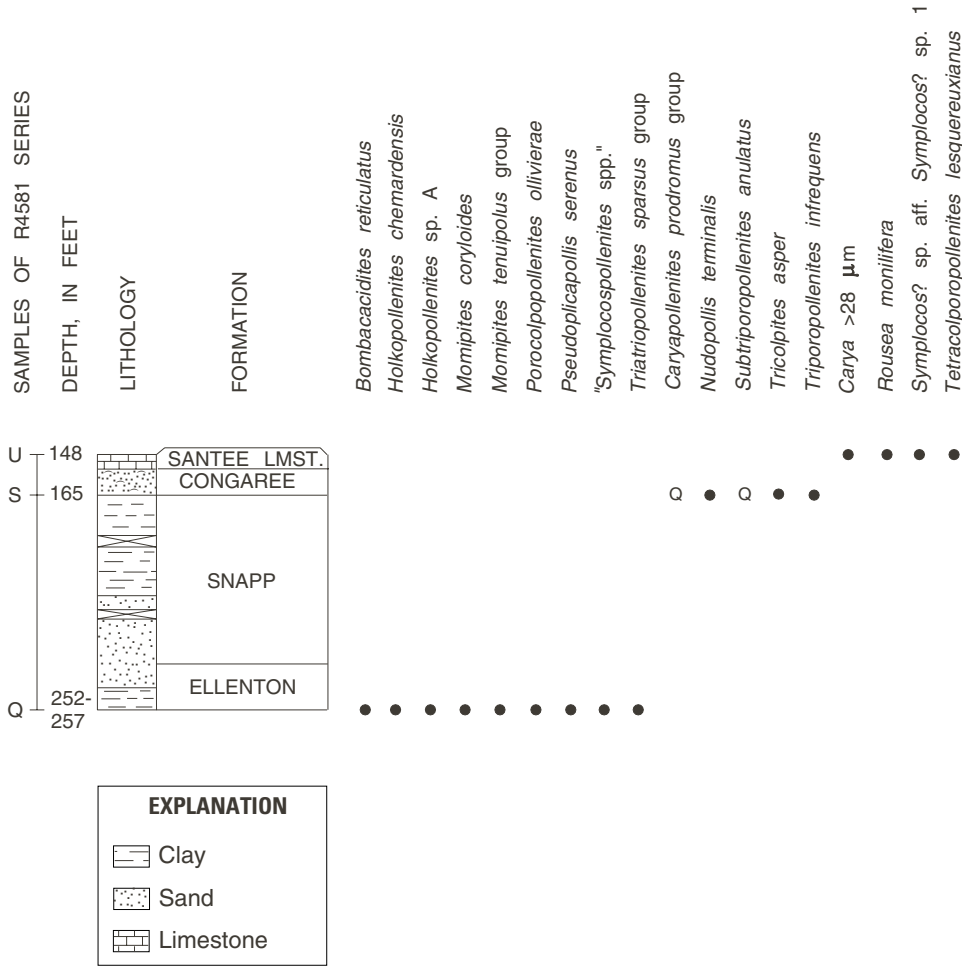 SAMPLES OF R4581 SERIES
DEPTH, IN FEET
LITHOLOGY
FORMATION
Bombacacidites reticulatus
Holkopollenites chemardensis
Holkopollenites sp. A
Momipites coryloides
Momipites tenuipolus group
Porocolpopollenites ollivierae
Pseudoplicapollis serenus
"Symplocospollenites spp."
Triatriopollenites sparsus group
Caryapollenites prodromus group
Nudopollis terminalis
Subtriporopollenites anulatus
Tricolpites asper
Triporopollenites infrequens
Carya >28 µm
Rousea monilifera
Symplocos? sp. aff. Symplocos? sp. 1
Tetracolporopollenites lesquereuxianus
U 148 SANTEE LMST.
CONGAREE
S 165 Q Q
SNAPP
ELLENTON
252-
Q 257
EXPLANATION
Clay
Sand
Limestone